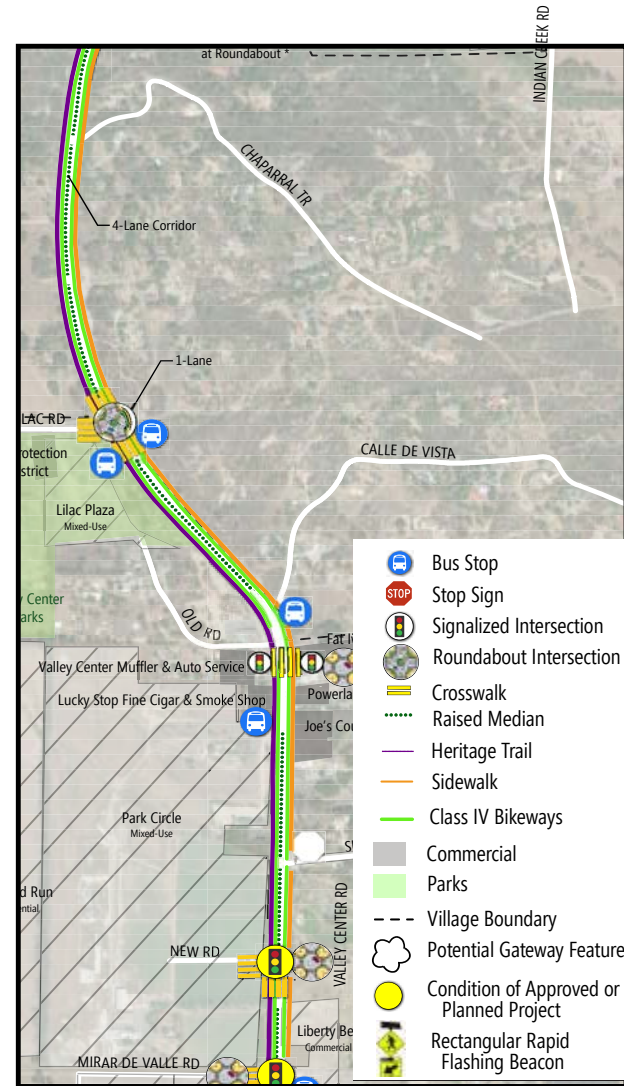 INDIAN CREEK RD
at Roundabout *
CHAPARRAL TR
4-Lane Corridor
1-Lane
LAC RD
rotection
strict
CALLE DE VISTA
Lilac Plaza
Mixed-Use
y Center
arks
OLD RD
Fat
Valley Center Muffler & Auto Service
Lucky Stop Fine Cigar & Smoke Shop
Powerla
Joe's Cou
Park Circle
Mixed-Use
d Run
ential
VALLEY CENTER RD
NEW RD
Liberty Be
Commercial
MIRAR DE VALLE RD
Bus Stop
STOP
Stop Sign
Signalized Intersection
Roundabout Intersection
Crosswalk
Raised Median
Heritage Trail
Sidewalk
Class IV Bikeways
Commercial
Parks
Village Boundary
Potential Gateway Feature
Condition of Approved or
Planned Project
Rectangular Rapid
Flashing Beacon